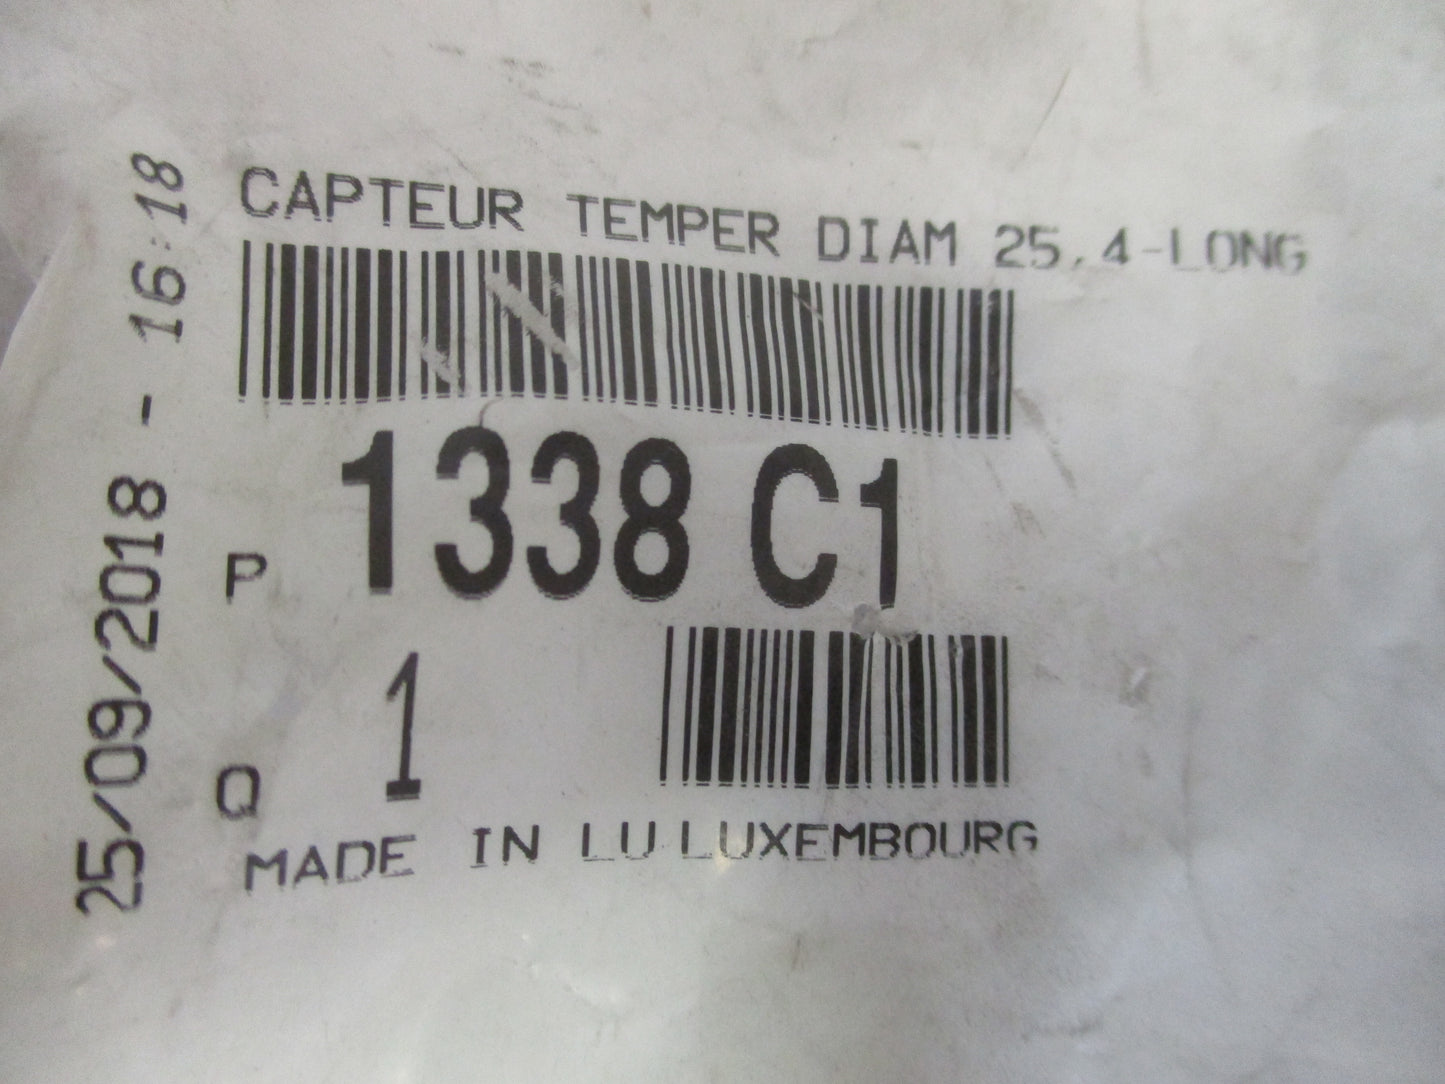 CAPTEUR TEMPER DIAM 25,4-LONG
P 1338 C1
Q 1
MADE IN LU LUXEMBOURG
25/09/2018 - 16:18